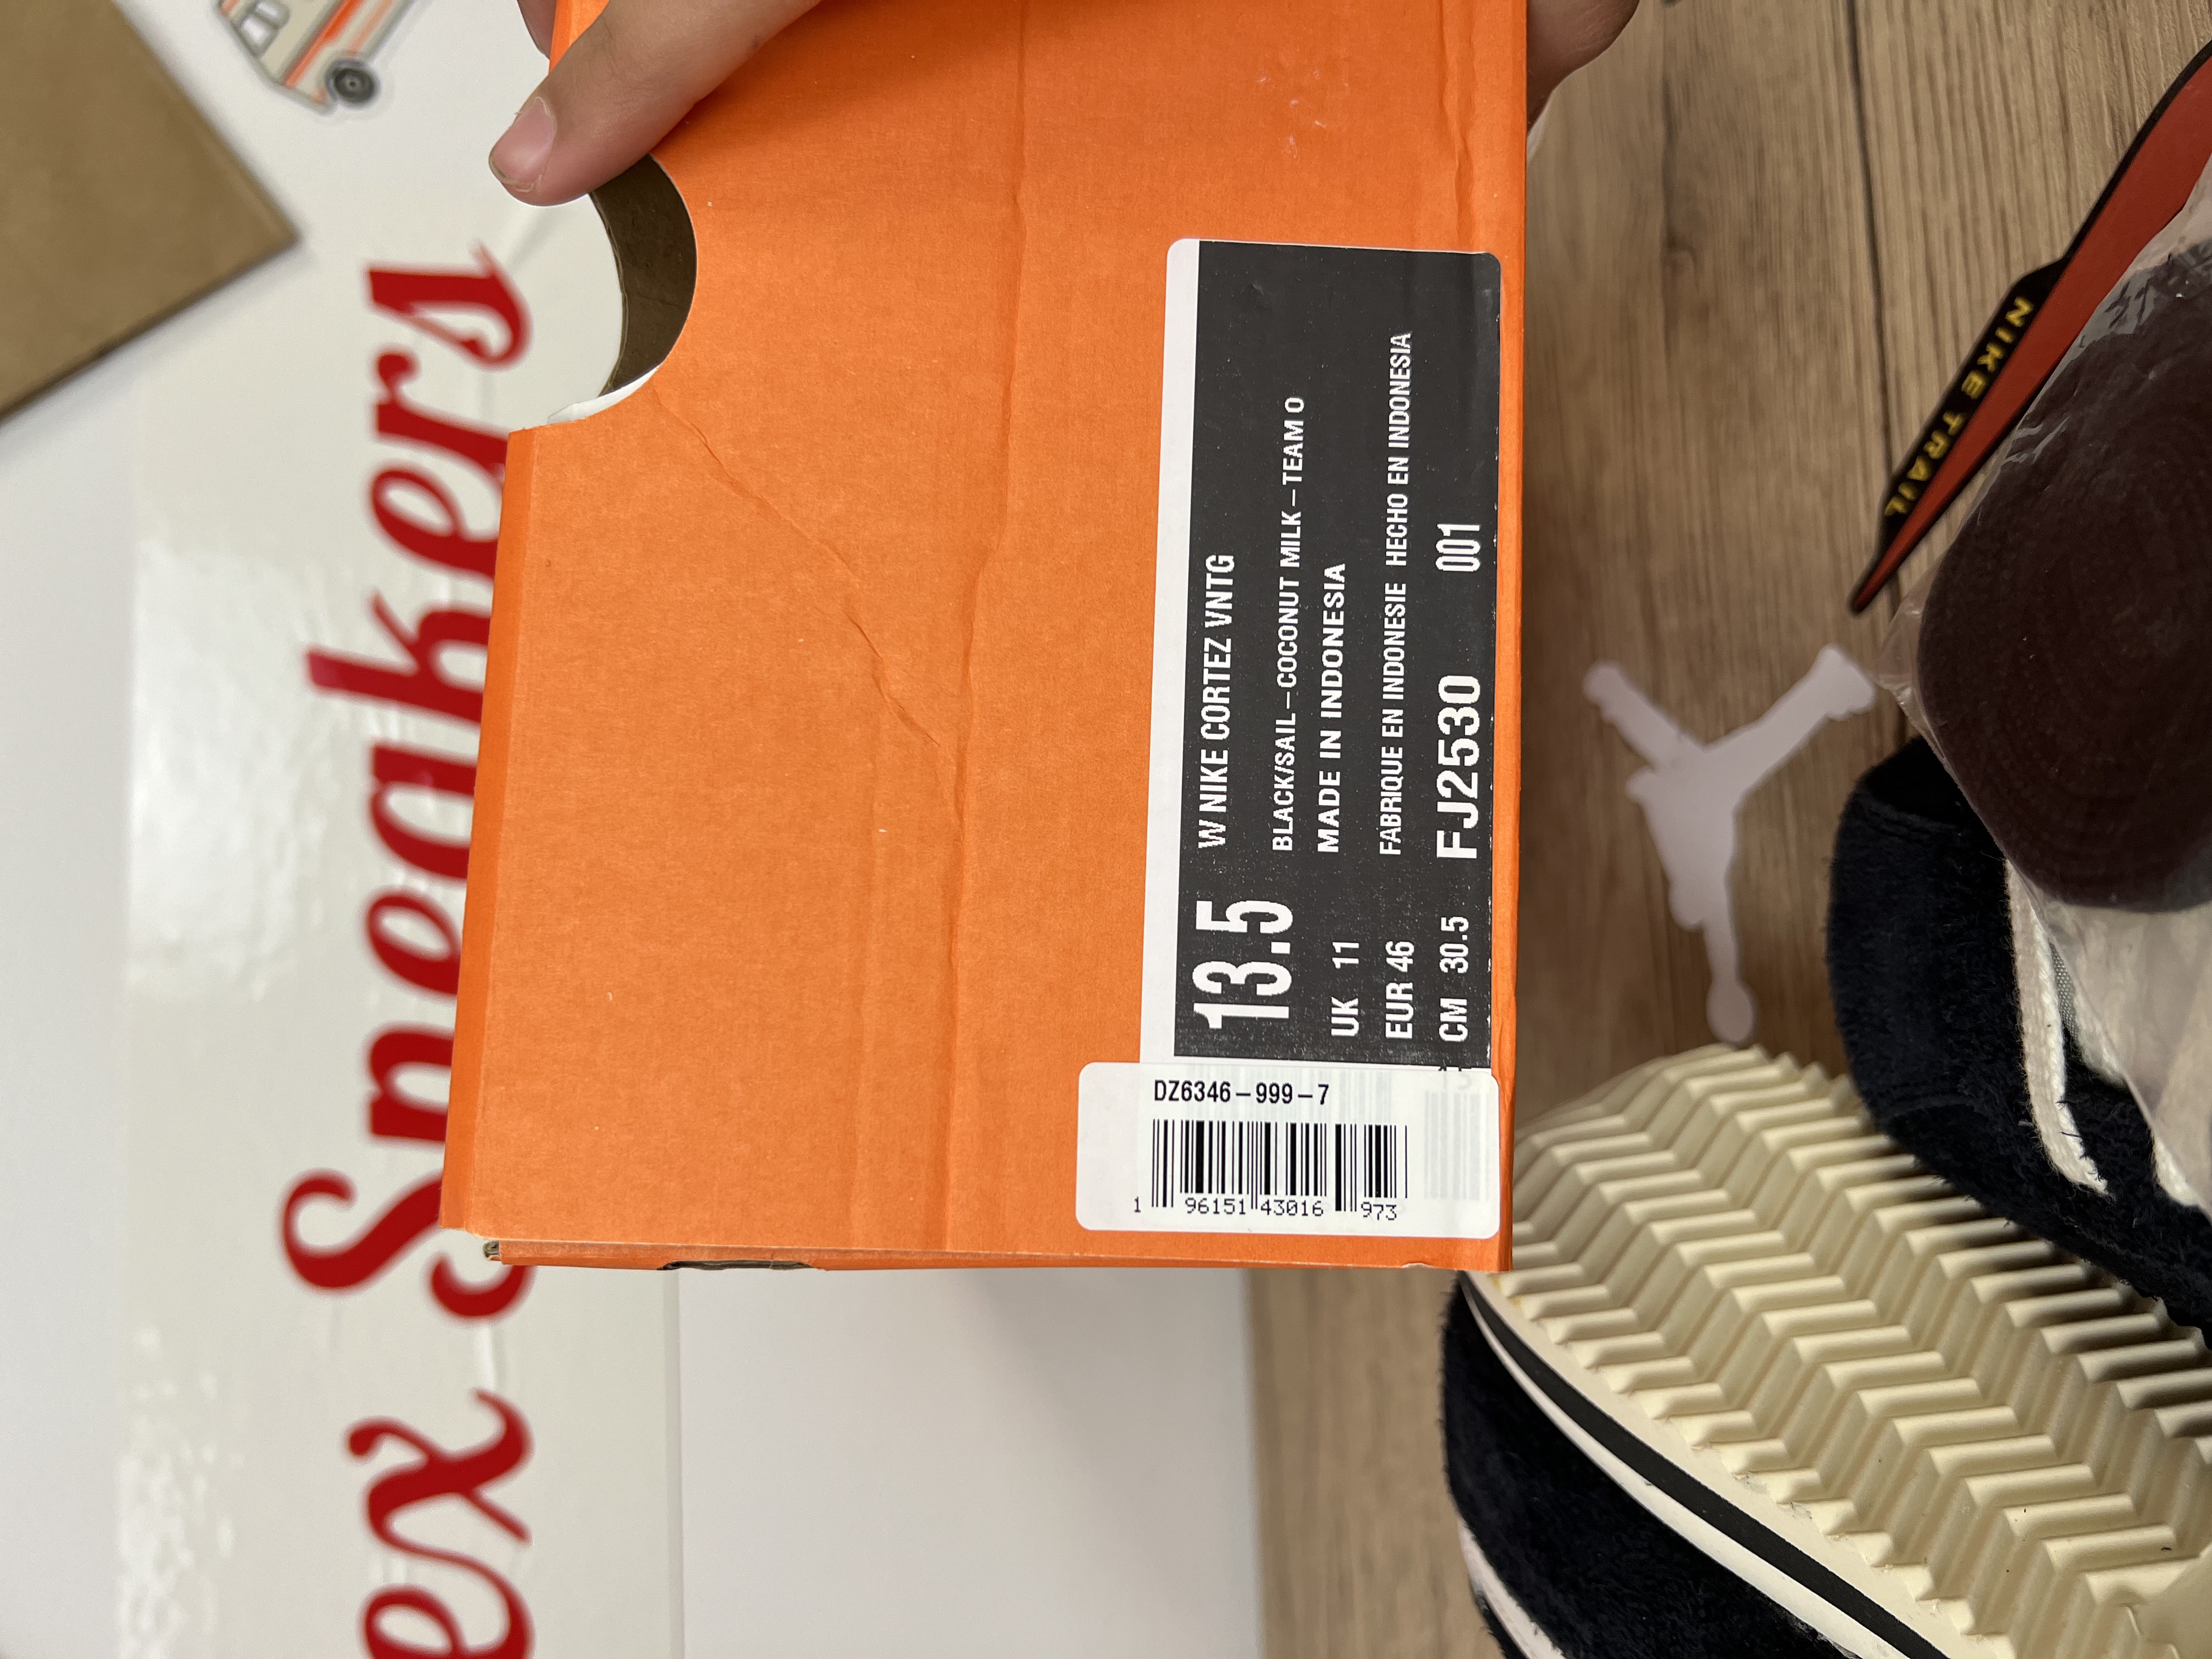 ex Sneakers
DZ6346-999-7
1 96151 43016 973
13.5
W NIKE CORTEZ VNTG
BLACK/SAIL-COCONUT MILK-TEAM O
MADE IN INDONESIA
UK 11
EUR 46
FABRIQUE EN INDONESIE HECHO EN INDONESIA
CM 30.5
FJ2530 001
NIKE TRAIL